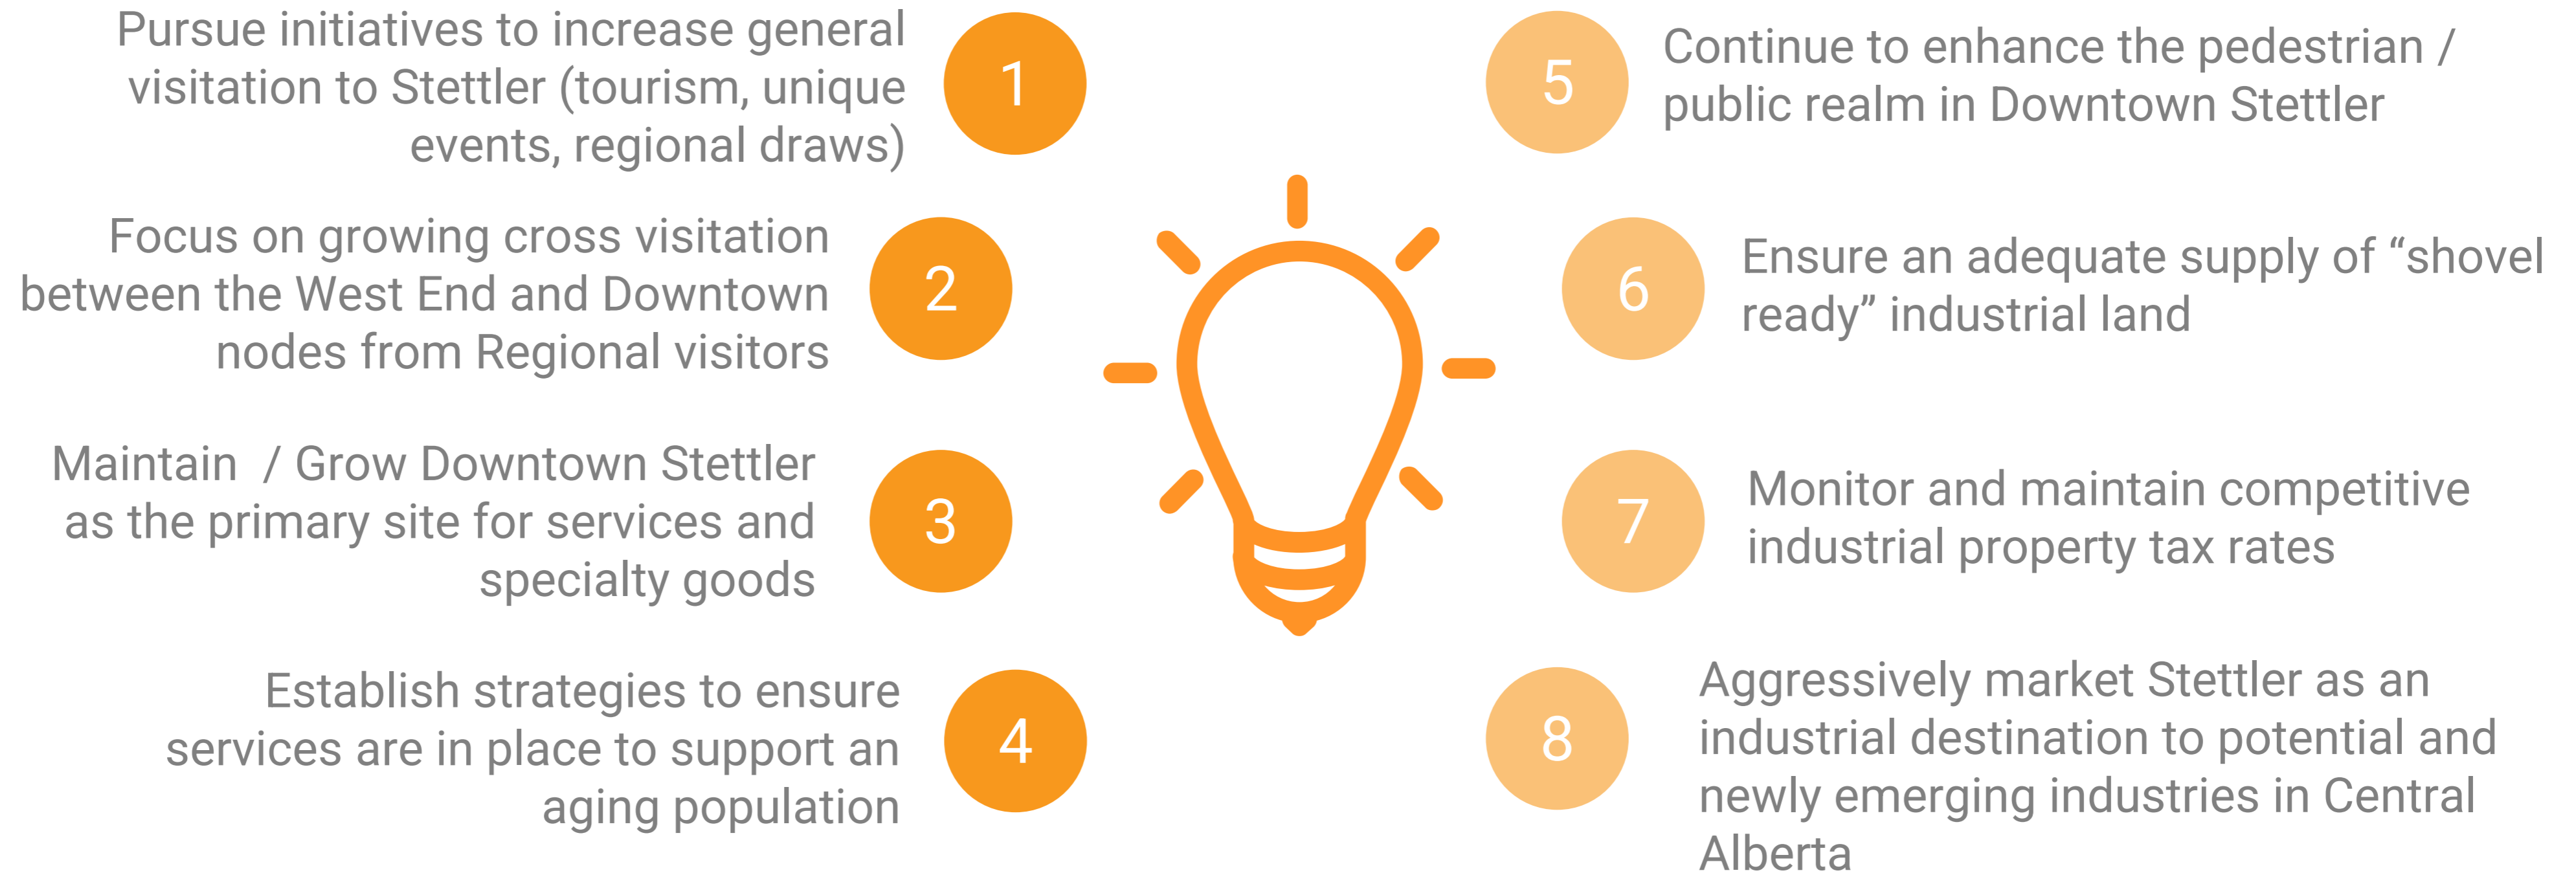 Pursue initiatives to increase general
visitation to Stettler (tourism, unique
events, regional draws)
1
Focus on growing cross visitation
between the West End and Downtown
nodes from Regional visitors
2
Maintain  / Grow Downtown Stettler
as the primary site for services and
specialty goods
3
Establish strategies to ensure
services are in place to support an
aging population
4
5
Continue to enhance the pedestrian /
public realm in Downtown Stettler
6
Ensure an adequate supply of “shovel
ready” industrial land
7
Monitor and maintain competitive
industrial property tax rates
8
Aggressively market Stettler as an
industrial destination to potential and
newly emerging industries in Central
Alberta